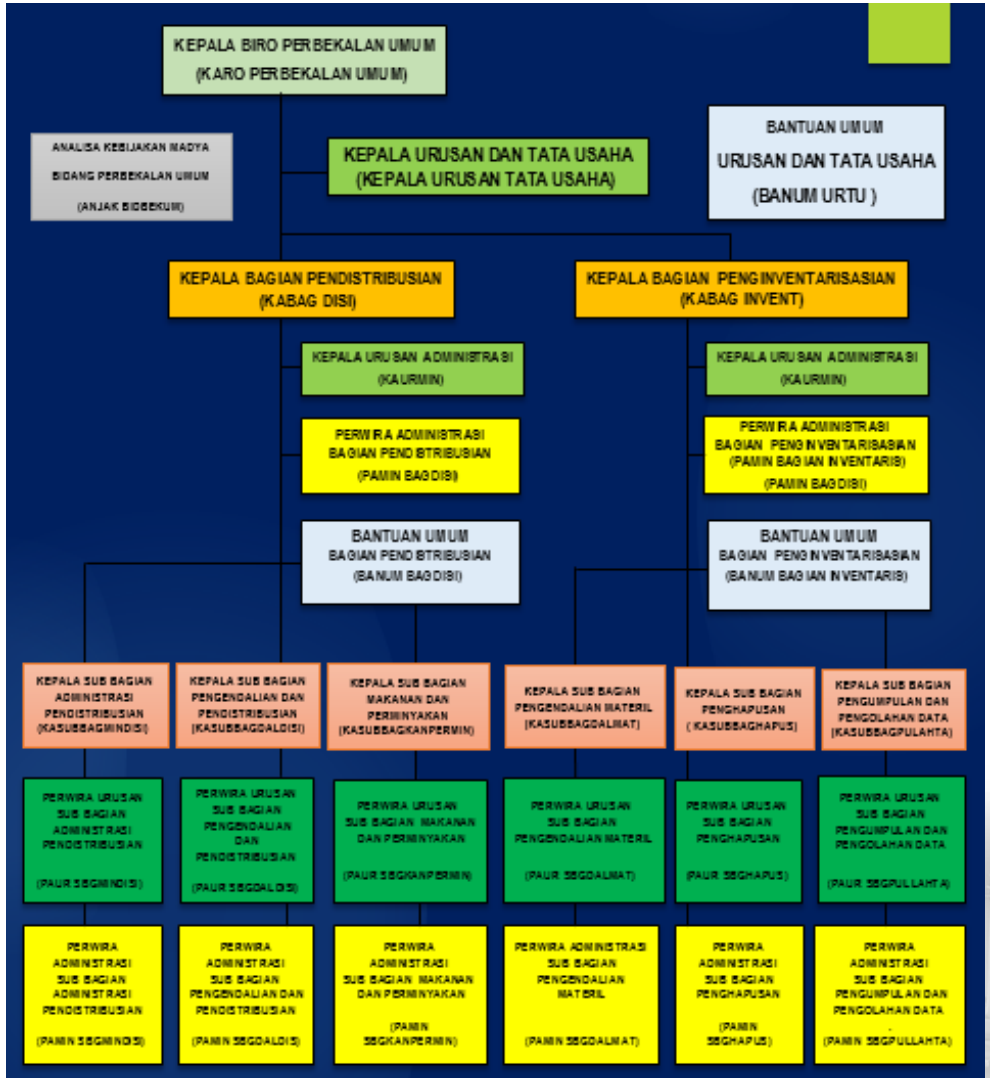 KEPALA BIRO PERBEKALAN UMUM
(KARO PERBEKALAN UMUM)
ANALISA KEBIJAKAN MADYA
BIDANG PERBEKALAN UMUM
(ANJAK BIDBEKUM)
KEPALA URUSAN DAN TATA USAHA
(KEPALA URUSAN TATA USAHA)
BANTUAN UMUM
URUSAN DAN TATA USAHA
(BANUM URTU )
KEPALA BAGIAN PENDISTRIBUSIAN
(KABAG DISI)
KEPALA BAGIAN PENGINVENTARISASIAN
(KABAG INVENT)
KEPALA URUSAN ADMINISTRASI
(KAURMIN)
KEPALA URUSAN ADMINISTRASI
(KAURMIN)
PERWIRA ADMINISTRASI
BAGIAN PENDISTRIBUSIAN
(PAMIN BAGDISI)
PERWIRA ADMINISTRASI
BAGIAN PENGINVENTARISASIAN
(PAMIN BAGIAN INVENTARIS)
(PAMIN BAGDISI)
BANTUAN UMUM
BAGIAN PENDISTRIBUSIAN
(BANUM BAGDISI)
BANTUAN UMUM
BAGIAN PENGINVENTARISASIAN
(BANUM BAGIAN INVENTARIS)
KEPALA SUB BAGIAN
ADMINISTRASI
PENDISTRIBUSIAN
(KASUBBAGMINDISI)
KEPALA SUB BAGIAN
PENGENDALIAN DAN
PENDISTRIBUSIAN
(KASUBBAGDALDISI)
KEPALA SUB BAGIAN
MAKANAN DAN
PERMINYAKAN
(KASUBBAGKANPERMIN)
KEPALA SUB BAGIAN
PENGENDALIAN MATERIL
(KASUBBAGDALMAT)
KEPALA SUB BAGIAN
PENGHAPUSAN
( KASUBBAGHAPUS)
KEPALA SUB BAGIAN
PENGUMPULAN DAN
PENGOLAHAN DATA
(KASUBBAGPULAHTA)
PERWIRA URUSAN
SUB BAGIAN
ADMINISTRASI
PENDISTRIBUSIAN
(PAUR SBGMINDISI)
PERWIRA URUSAN
SUB BAGIAN
PENGENDALIAN
DAN
PENDISTRIBUSIAN
(PAUR SBGDALDIS)
PERWIRA URUSAN
SUB BAGIAN MAKANAN
DAN PERMINYAKAN
(PAUR SBGKANPERMIN)
PERWIRA URUSAN
SUB BAGIAN
PENGENDALIAN MATERIL
(PAUR SBGDALMAT)
PERWIRA URUSAN
SUB BAGIAN
PENGHAPUSAN
(PAUR SBGHAPUS)
PERWIRA URUSAN
SUB BAGIAN
PENGUMPULAN DAN
PENGOLAHAN DATA
(PAUR SBGPULLAHTA)
PERWIRA
ADMINISTRASI
SUB BAGIAN
ADMINISTRASI
PENDISTRIBUSIAN
(PAMIN SBGMINDISI)
PERWIRA
ADMINISTRASI
SUB BAGIAN
PENGENDALIAN DAN
PENDISTRIBUSIAN
(PAMIN SBGDALDIS)
PERWIRA
ADMINISTRASI
SUB BAGIAN MAKANAN
DAN PERMINYAKAN
(PAMIN
SBGKANPERMIN)
PERWIRA ADMINISTRASI
SUB BAGIAN
PENGENDALIAN
MATERIL
(PAMIN SBGDALMAT)
PERWIRA
ADMINISTRASI
SUB BAGIAN
PENGHAPUSAN
(PAMIN
SBGHAPUS)
PERWIRA
ADMINISTRASI
SUB BAGIAN
PENGUMPULAN DAN
PENGOLAHAN DATA
.
(PAMIN SBGPULLAHTA)